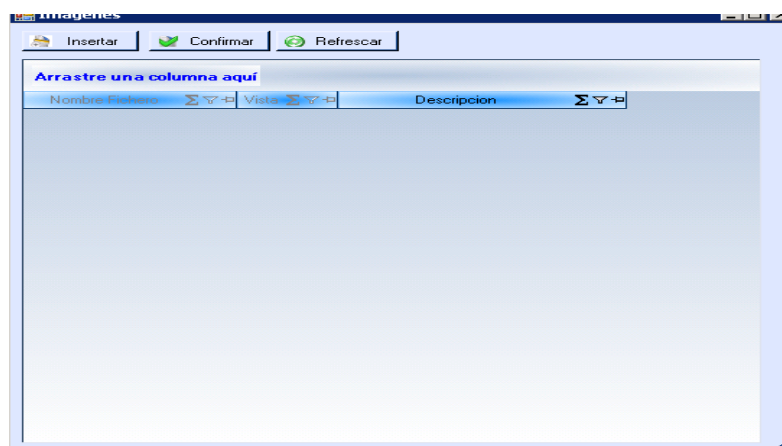 Imagenes
Insertar Confirmar Refrescar
Arrastre una columna aquí
Nombre Fichero Vista Descripcion